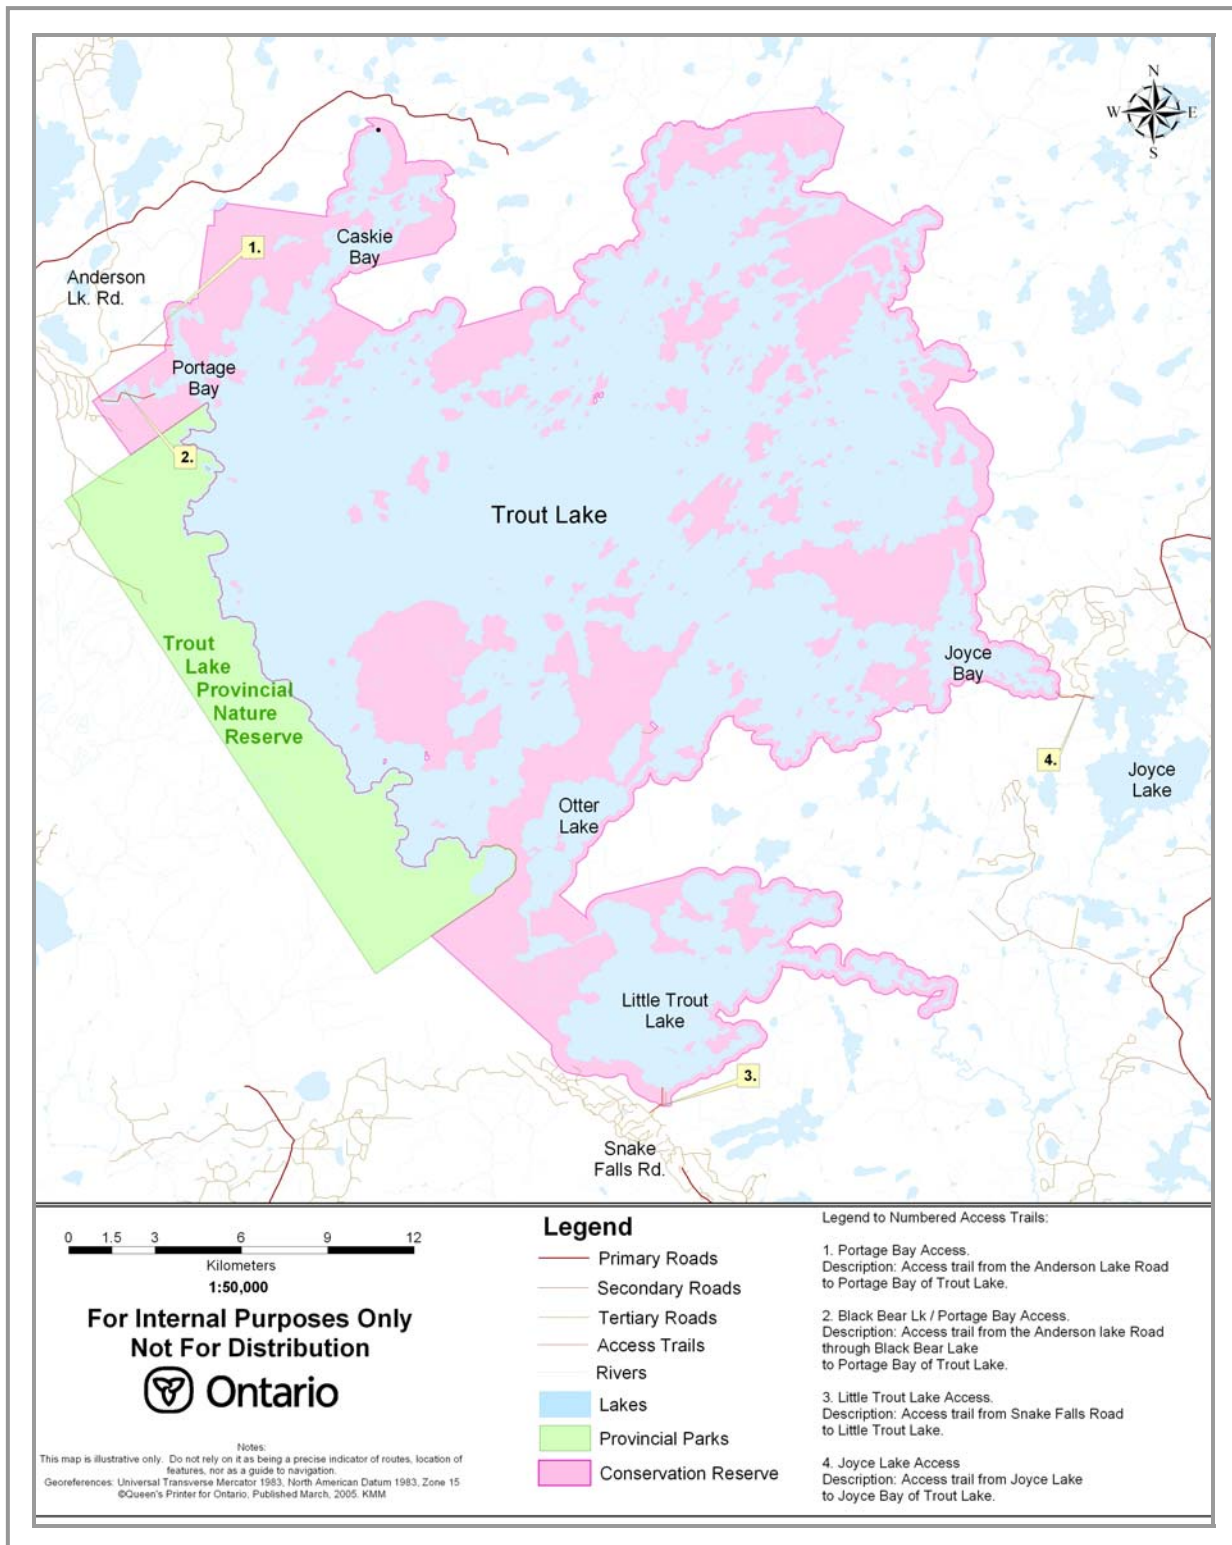 N
W E
S
Caskie
Bay
1.
Anderson
Lk. Rd.
Portage
Bay
2.
Trout Lake
Trout
Lake
Provincial
Nature
Reserve
Joyce
Bay
4.
Joyce
Lake
Otter
Lake
Little Trout
Lake
3.
Snake
Falls Rd.
0 1.5 3 6 9 12
Kilometers
1:50,000
For Internal Purposes Only
Not For Distribution
Ontario
Notes:
This map is illustrative only. Do not rely on it as being a precise indicator of routes, location of
features, nor as a guide to navigation.
Georeferences: Universal Transverse Mercator 1983, North American Datum 1983, Zone 15
©Queen's Printer for Ontario, Published March, 2005. KMM
Legend
Primary Roads
Secondary Roads
Tertiary Roads
Access Trails
Rivers
Lakes
Provincial Parks
Conservation Reserve
Legend to Numbered Access Trails:
1. Portage Bay Access.
Description: Access trail from the Anderson Lake Road
to Portage Bay of Trout Lake.
2. Black Bear Lk / Portage Bay Access.
Description: Access trail from the Anderson lake Road
through Black Bear Lake
to Portage Bay of Trout Lake.
3. Little Trout Lake Access.
Description: Access trail from Snake Falls Road
to Little Trout Lake.
4. Joyce Lake Access
Description: Access trail from Joyce Lake
to Joyce Bay of Trout Lake.